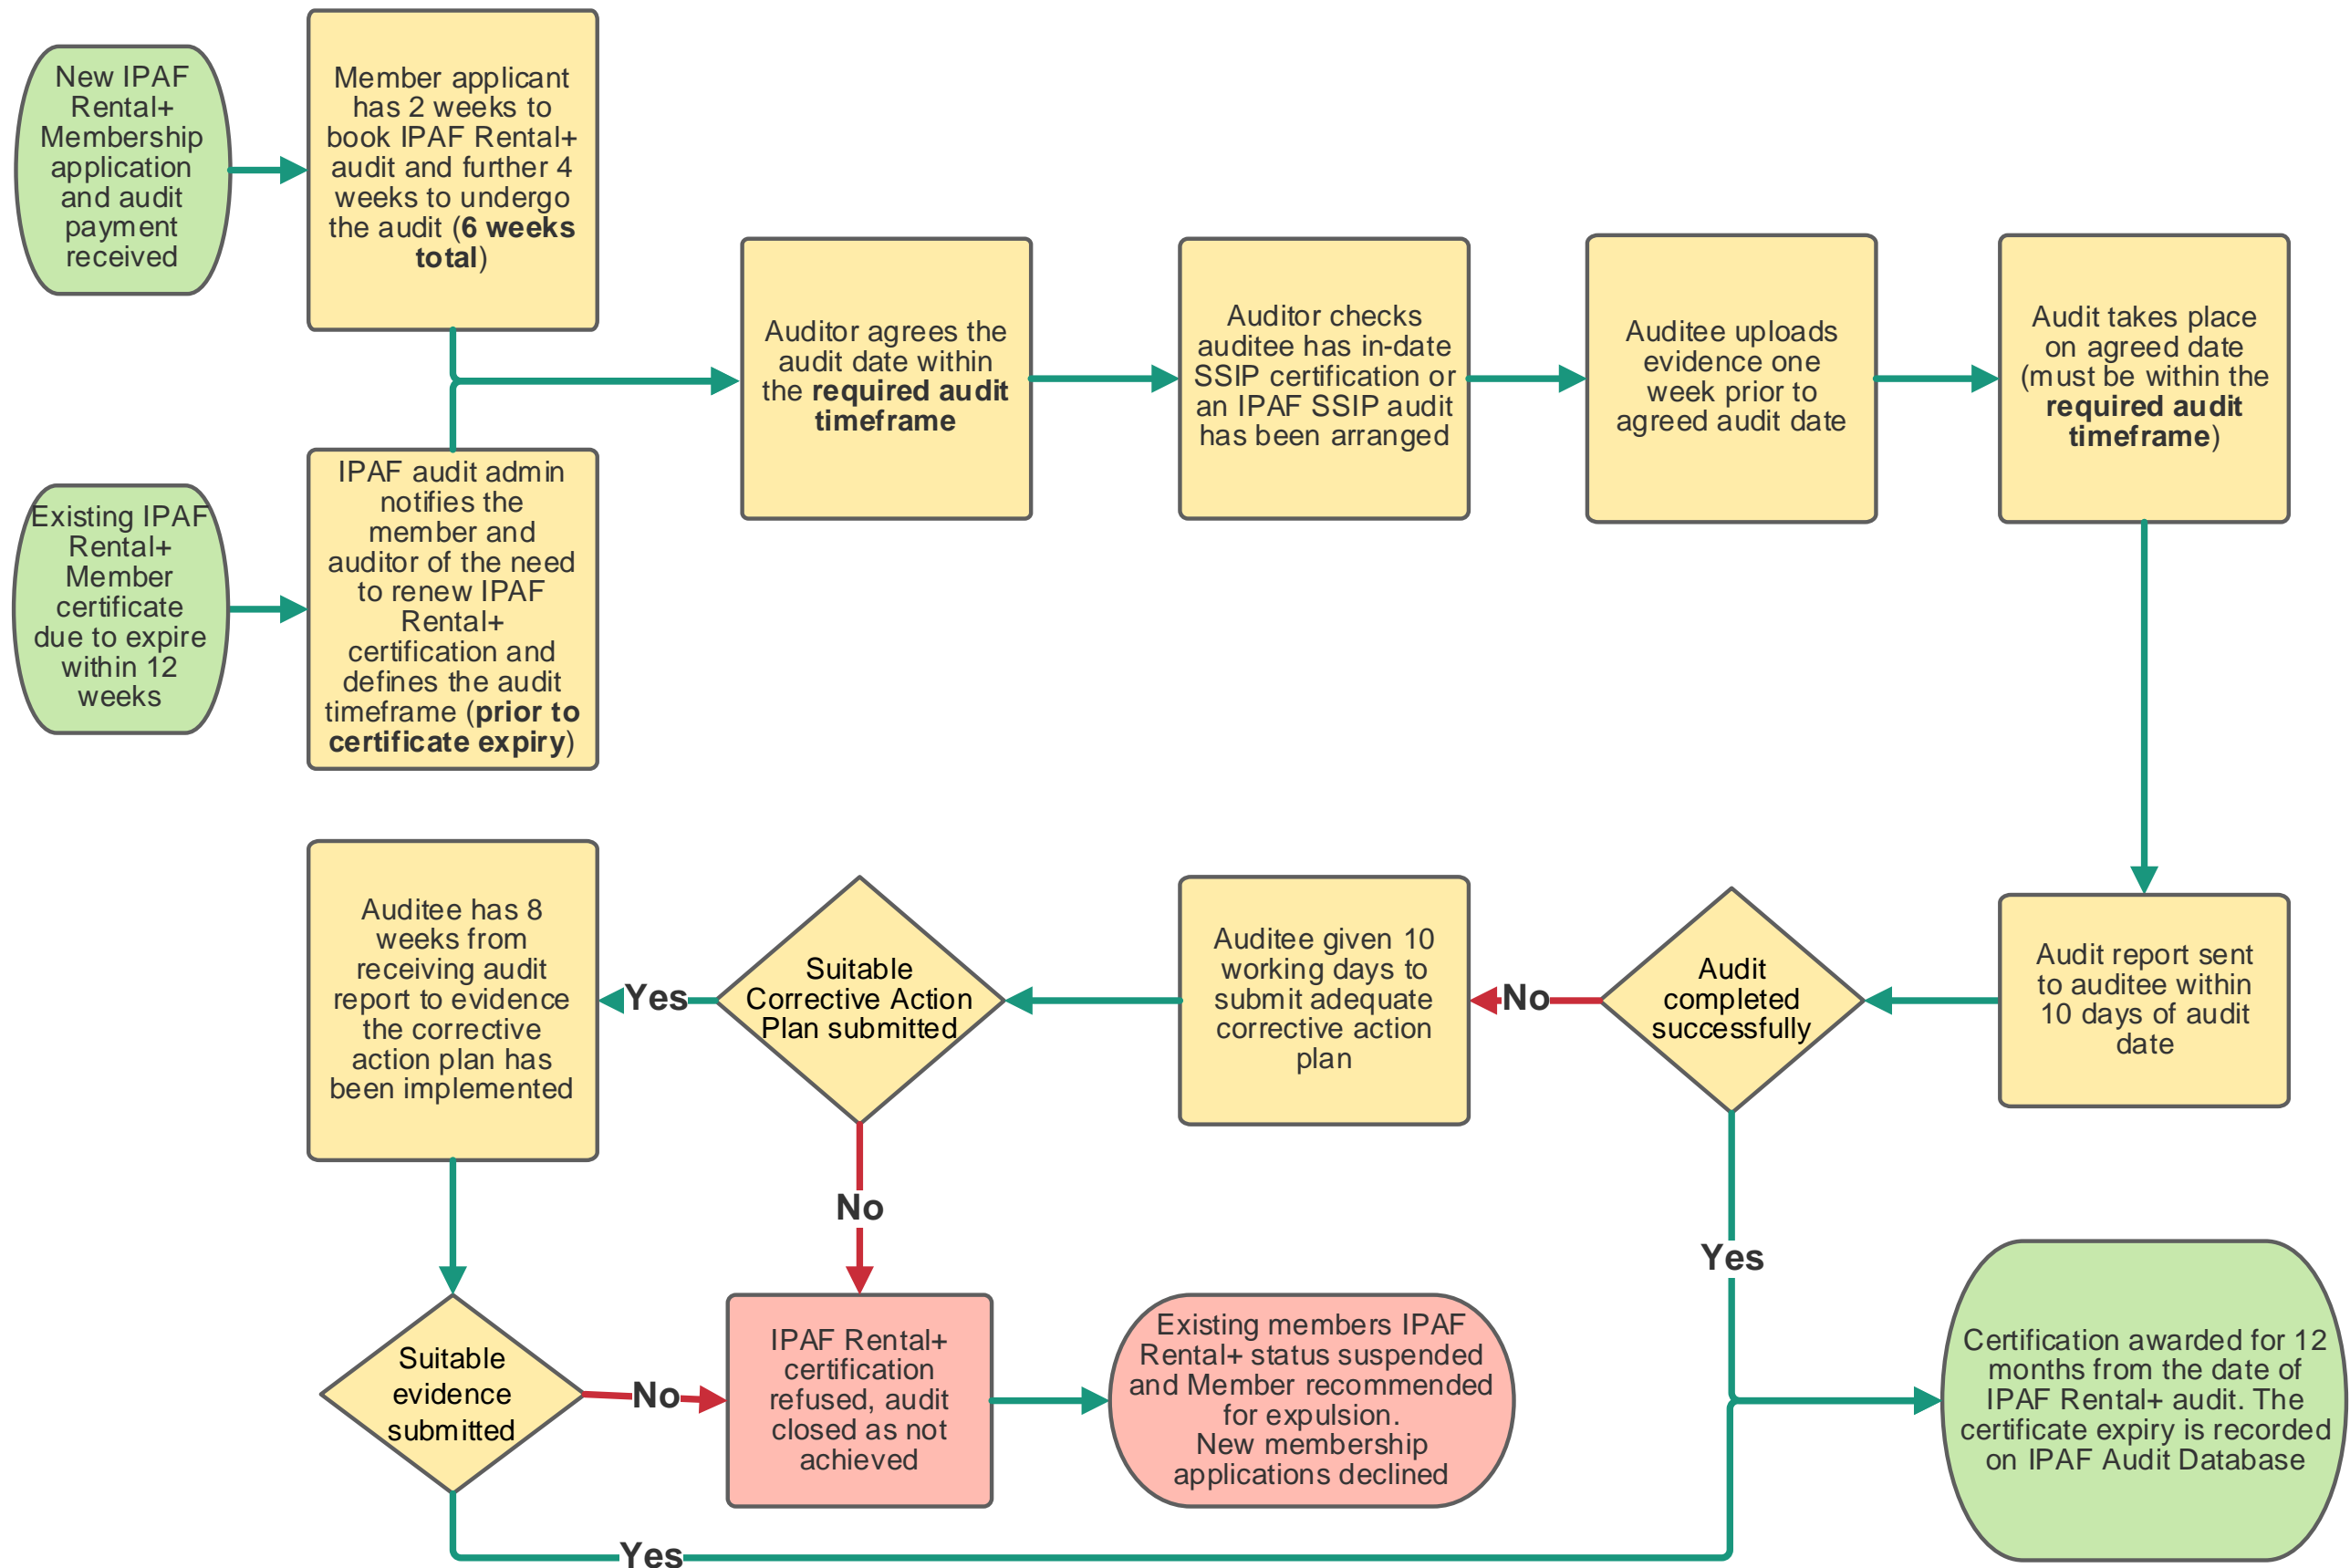 New IPAF
Rental+
Membership
application
and audit
payment
received
Member applicant
has 2 weeks to
book IPAF Rental+
audit and further 4
weeks to undergo
the audit (6 weeks
total)
Existing IPAF
Rental+
Member
certificate
due to expire
within 12
weeks
IPAF audit admin
notifies the
member and
auditor of the need
to renew IPAF
Rental+
certification and
defines the audit
timeframe (prior to
certificate expiry)
Auditor agrees the
audit date within
the required audit
timeframe
Auditor checks
auditee has in-date
SSIP certification or
an IPAF SSIP audit
has been arranged
Auditee uploads
evidence one
week prior to
agreed audit date
Audit takes place
on agreed date
(must be within the
required audit
timeframe)
Audit report sent
to auditee within
10 days of audit
date
Audit
completed
successfully
No
Auditee given 10
working days to
submit adequate
corrective action
plan
Suitable
Corrective Action
Plan submitted
Yes
Auditee has 8
weeks from
receiving audit
report to evidence
the corrective
action plan has
been implemented
No
Yes
Suitable
evidence
submitted
No
IPAF Rental+
certification
refused, audit
closed as not
achieved
Existing members IPAF
Rental+ status suspended
and Member recommended
for expulsion.
New membership
applications declined
Certification awarded for 12
months from the date of
IPAF Rental+ audit. The
certificate expiry is recorded
on IPAF Audit Database
Yes